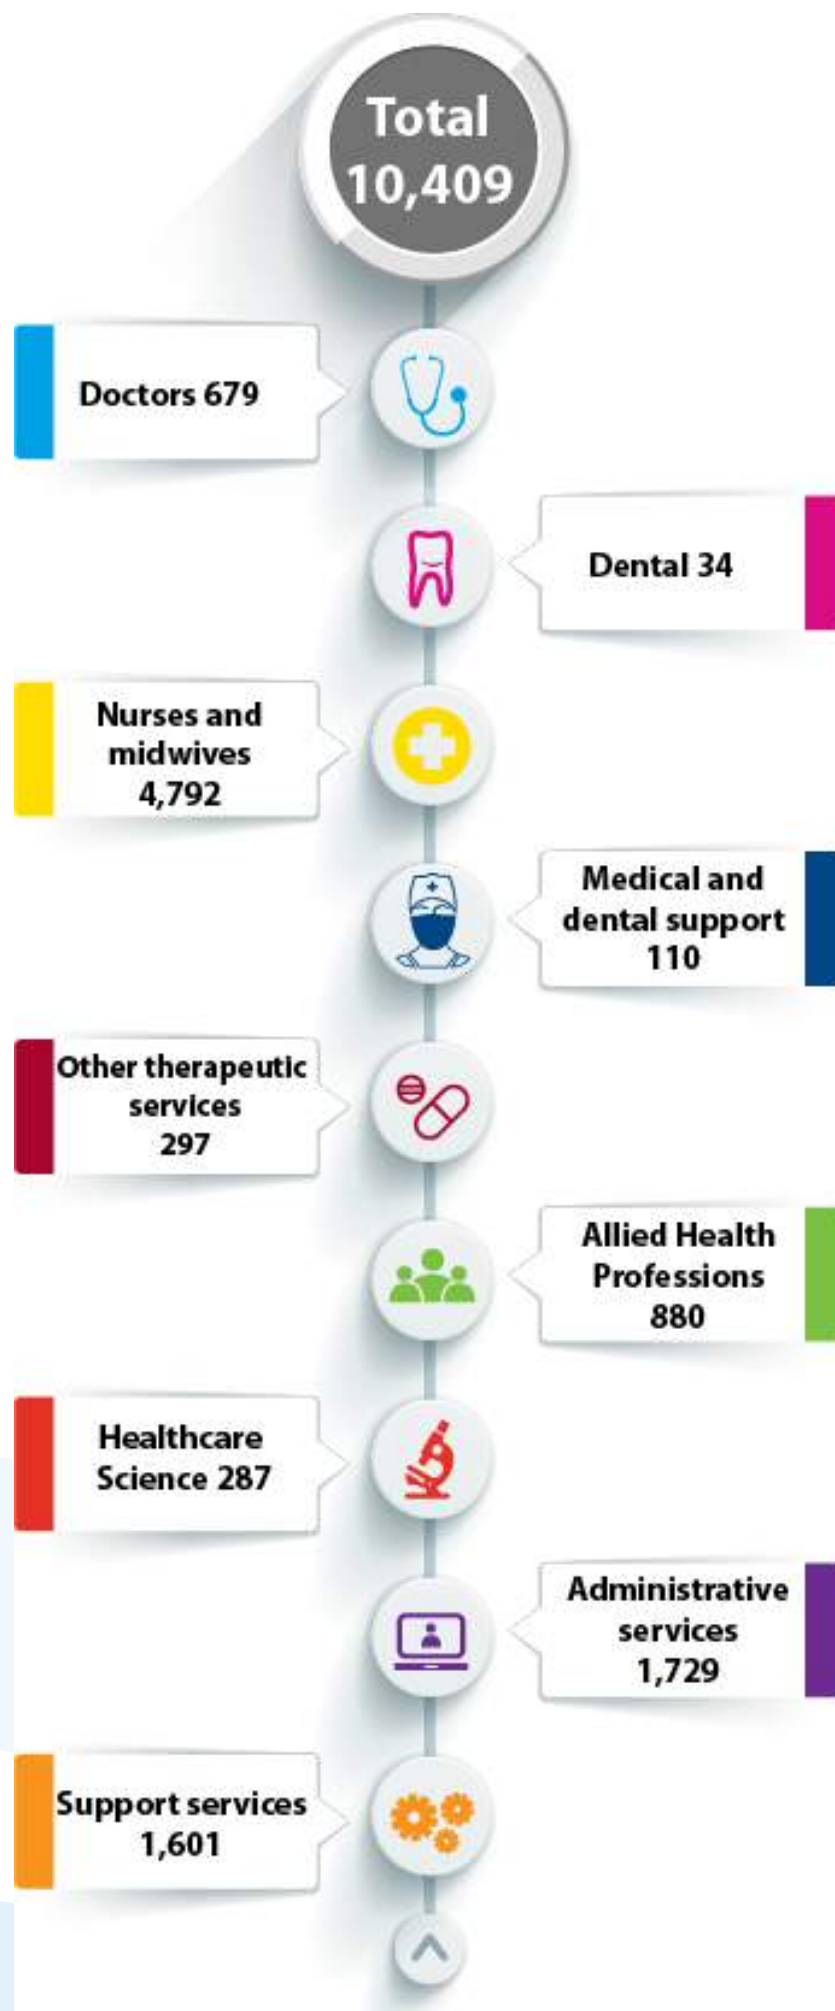 Total
10,409
Doctors 679
Dental 34
Nurses and
midwives
4,792
Medical and
dental support
110
Other therapeutic
services
297
Allied Health
Professions
880
Healthcare
Science 287
Administrative
services
1,729
Support services
1,601